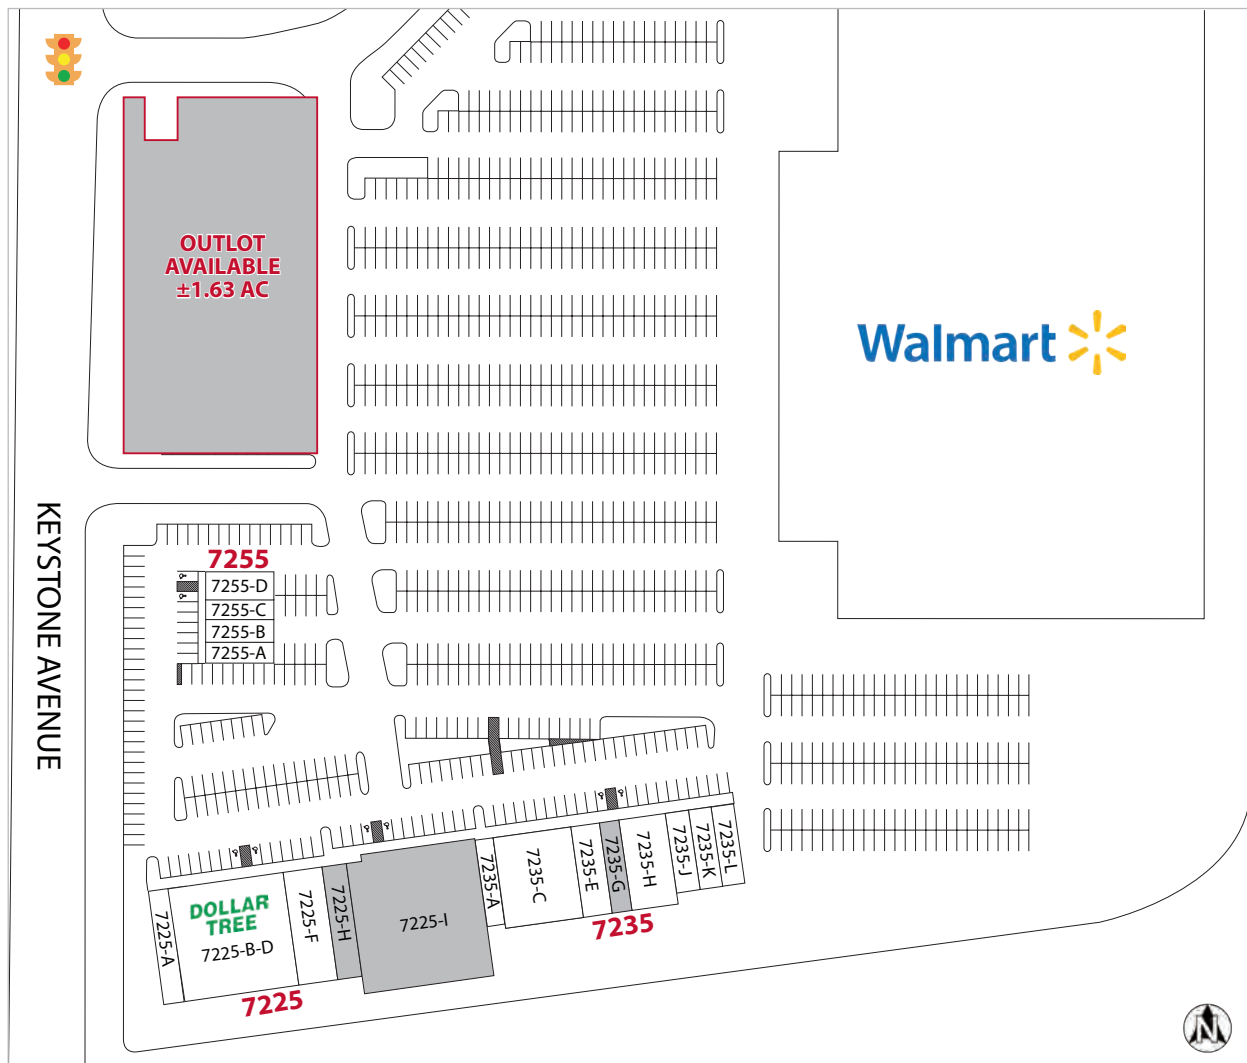 OUTLOT
AVAILABLE
±1.63 AC
Walmart
KEYSTONE AVENUE
7255
7255-D
7255-C
7255-B
7255-A
7225-A
DOLLAR
TREE
7225-B-D
7225-F
7225-H
7225-I
7225
7235-A
7235-C
7235-E
7235-G
7235-H
7235-J
7235-K
7235-L
7235
N